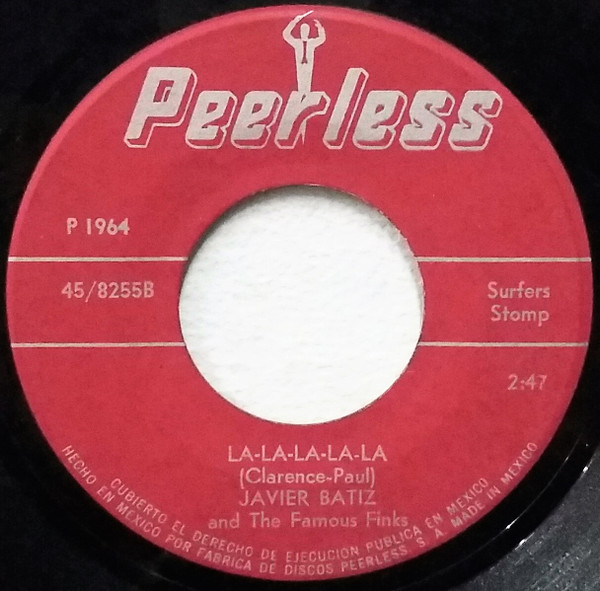 Peerless
P 1964
45/8255B
Surfers
Stomp
2:47
LA-LA-LA-LA-LA
(Clarence-Paul)
JAVIER BATIZ
and The Famous Finks
CUBIERTO EL DERECHO DE EJECUCION PUBLICA EN MEXICO
HECHO EN MEXICO POR FABRICA DE DISCOS PEERLESS S. A. MADE IN MEXICO